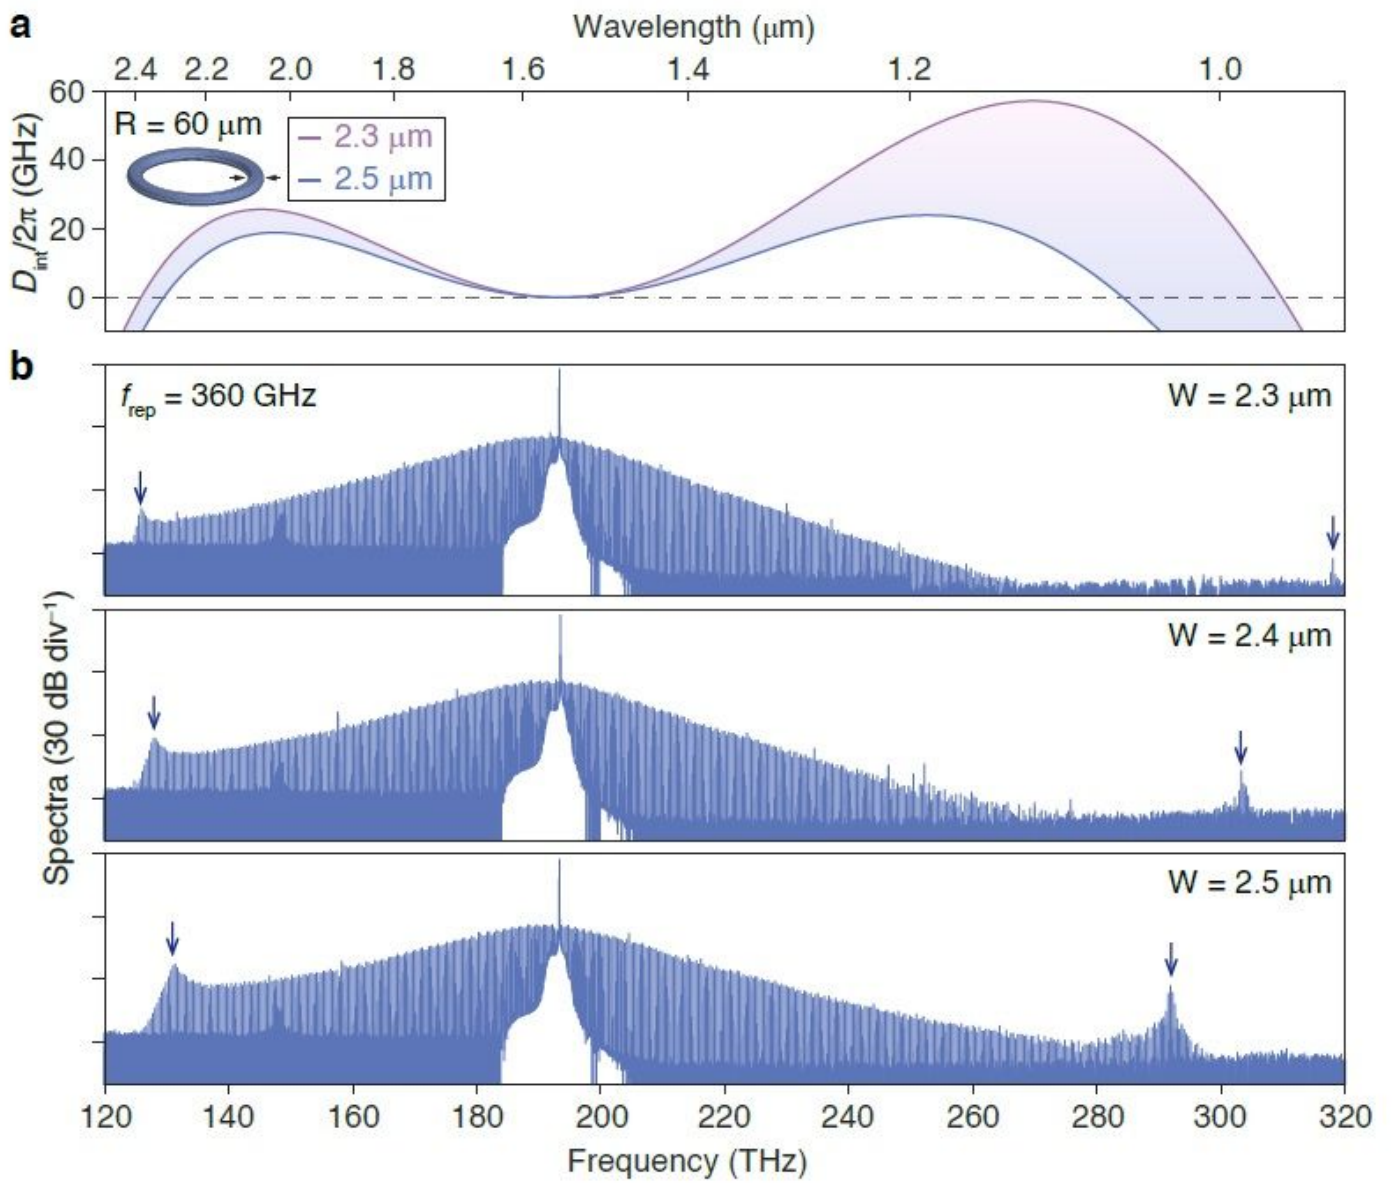 a
Wavelength (μm)
2.4 2.2 2.0 1.8 1.6 1.4 1.2 1.0
60
40
20
0
D_int/2π (GHz)
R = 60 μm
2.3 μm
2.5 μm
b
f_rep = 360 GHz
W = 2.3 μm
W = 2.4 μm
W = 2.5 μm
Spectra (30 dB div⁻¹)
120 140 160 180 200 220 240 260 280 300 320
Frequency (THz)